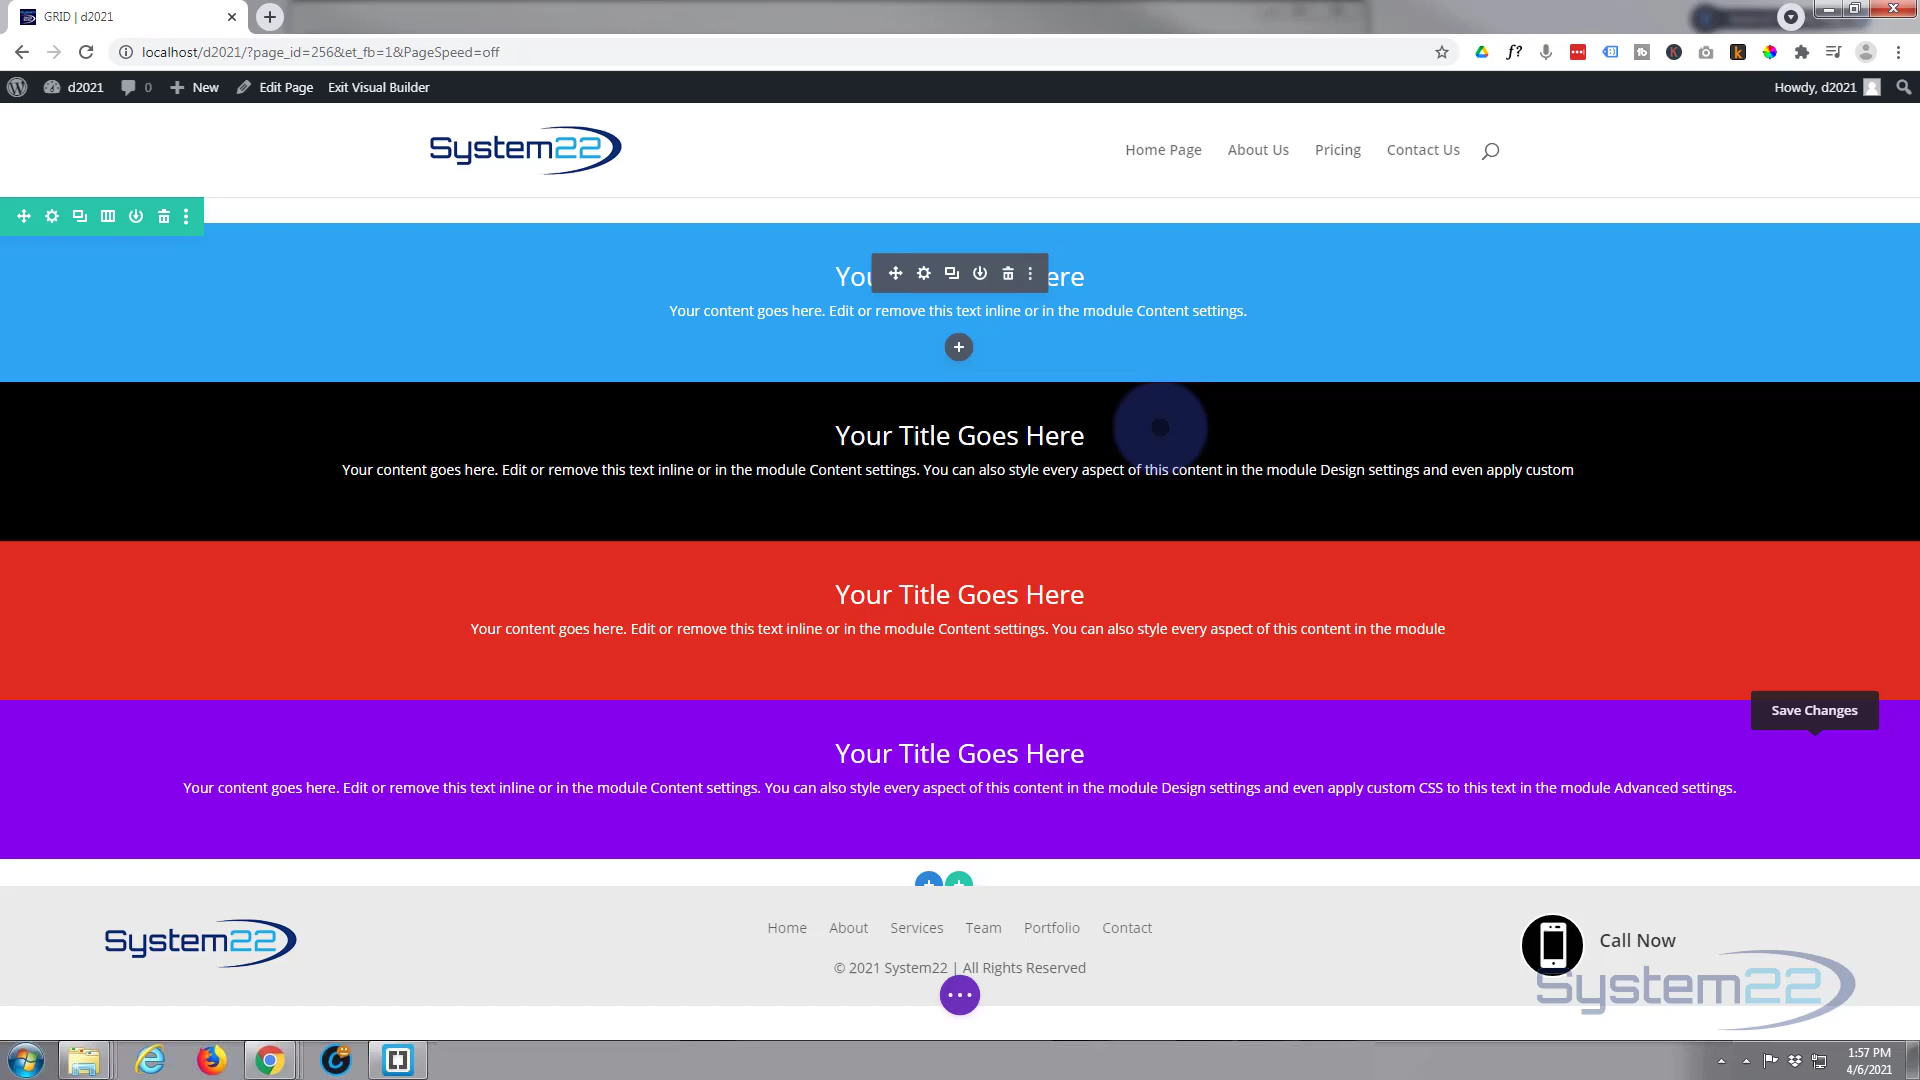 GRID | d2021
localhost/d2021/?page_id=256&et_fb=1&PageSpeed=off
d2021 0 New Edit Page Exit Visual Builder Howdy, d2021
System22
Home Page About Us Pricing Contact Us
You ere
Your content goes here. Edit or remove this text inline or in the module Content settings.
Your Title Goes Here
Your content goes here. Edit or remove this text inline or in the module Content settings. You can also style every aspect of this content in the module Design settings and even apply custom
Your Title Goes Here
Your content goes here. Edit or remove this text inline or in the module Content settings. You can also style every aspect of this content in the module
Save Changes
Your Title Goes Here
Your content goes here. Edit or remove this text inline or in the module Content settings. You can also style every aspect of this content in the module Design settings and even apply custom CSS to this text in the module Advanced settings.
System22
Home About Services Team Portfolio Contact
Call Now
© 2021 System22 | All Rights Reserved
System22
1:57 PM
4/6/2021